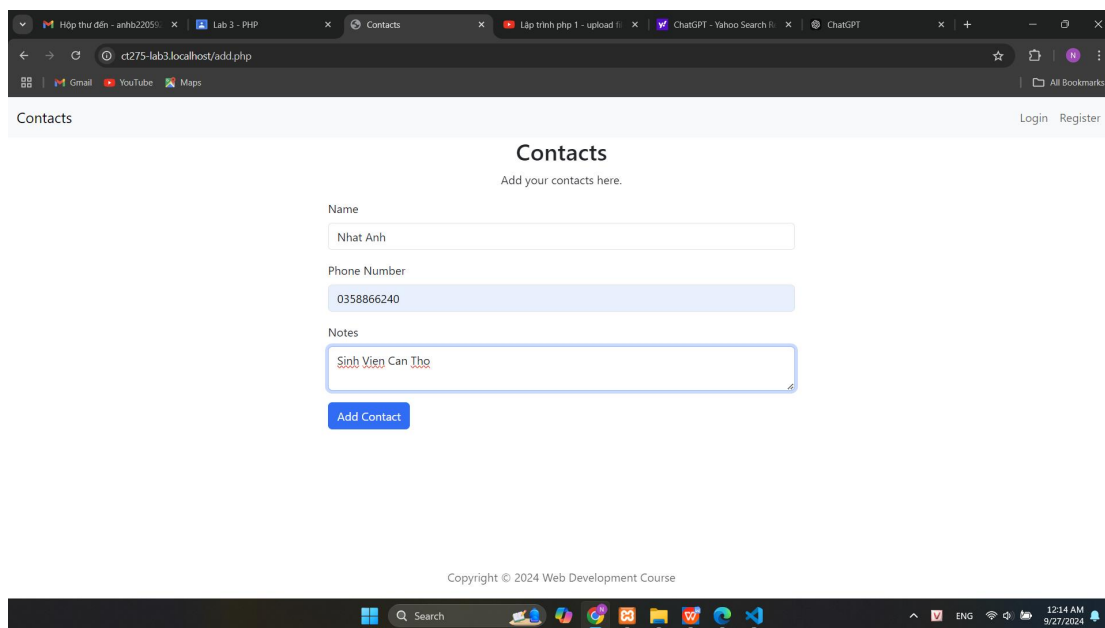 Hộp thư đến - anhb22059
Lab 3 - PHP
Contacts
Lập trình php 1 - upload fi
ChatGPT - Yahoo Search R
ChatGPT
ct275-lab3.localhost/add.php
N
Gmail
YouTube
Maps
All Bookmarks
Contacts
Login
Register
Contacts
Add your contacts here.
Name
Nhat Anh
Phone Number
0358866240
Notes
Sinh Vien Can Tho
Add Contact
Copyright © 2024 Web Development Course
Search
V
ENG
12:14 AM
9/27/2024